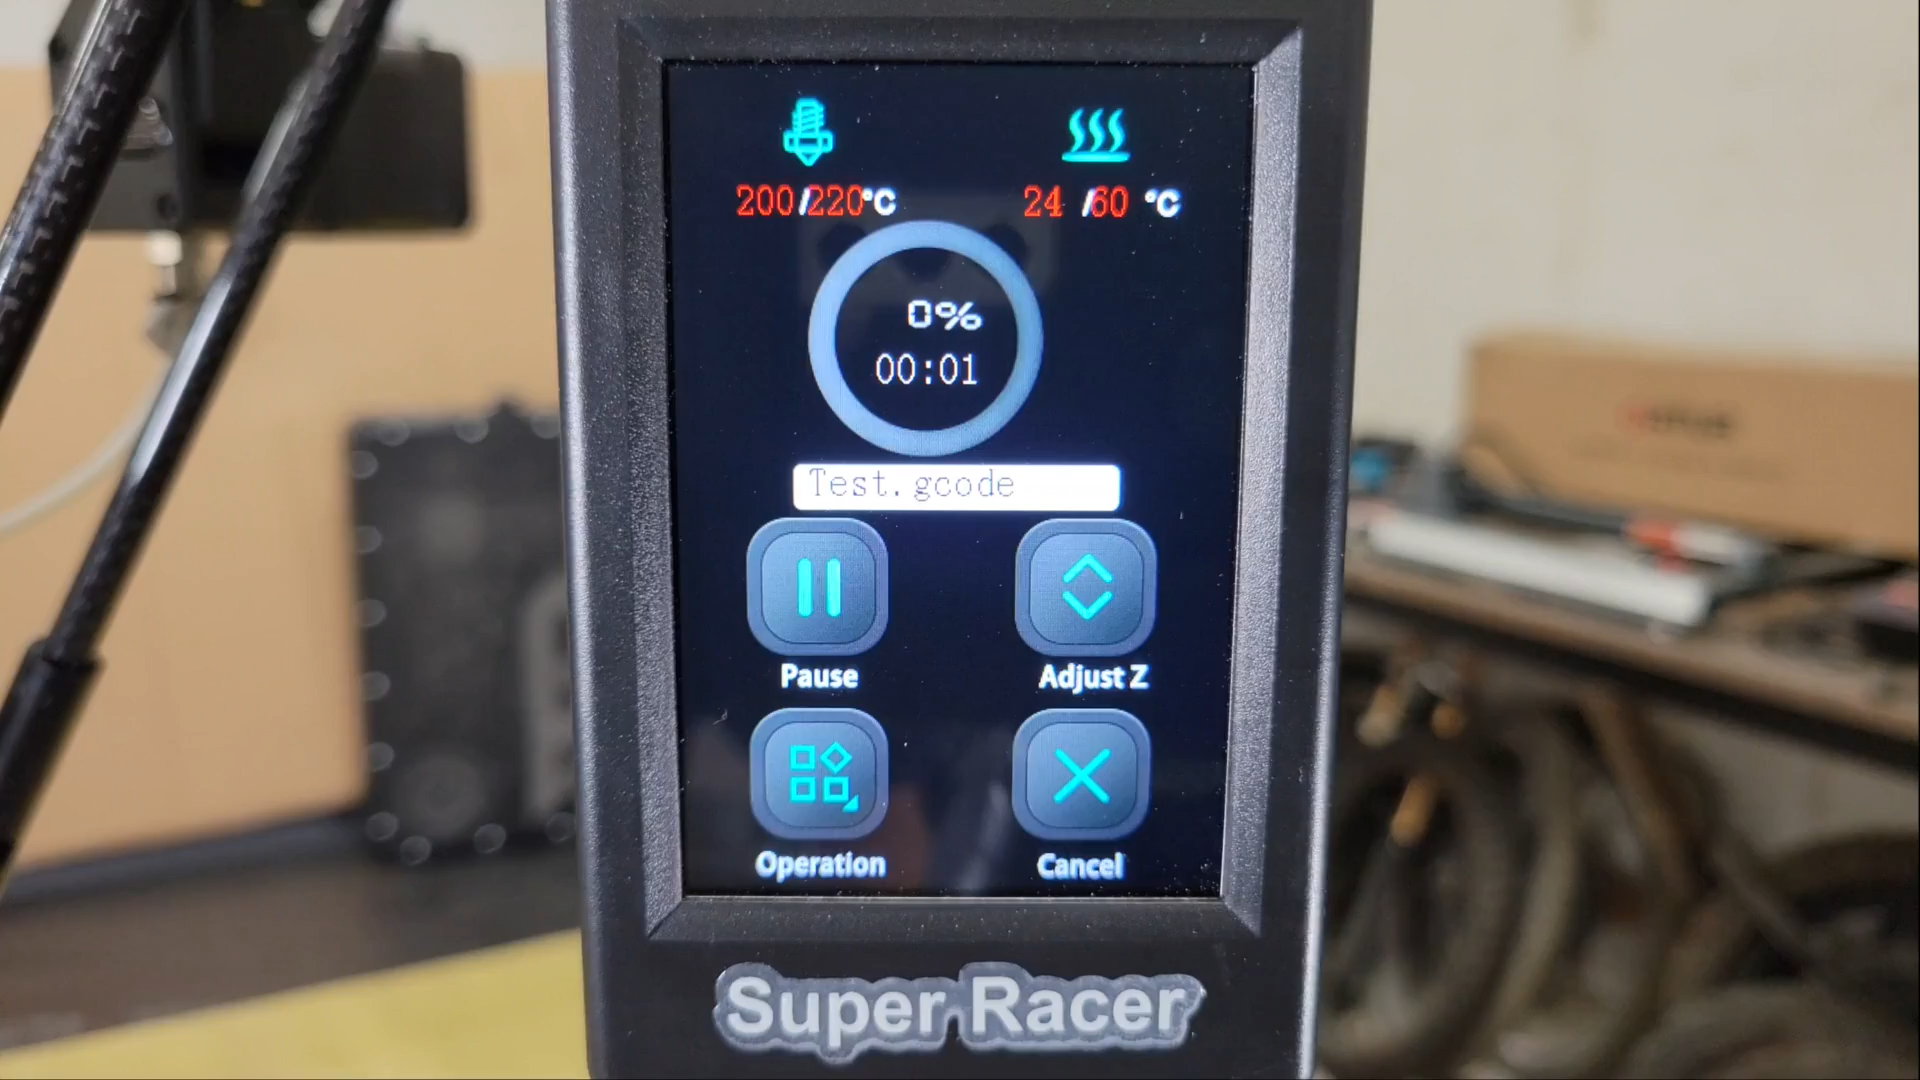 200/220°C 24 /60 °C
0%
00:01
Test.gcode
Pause Adjust Z
Operation Cancel
Super Racer